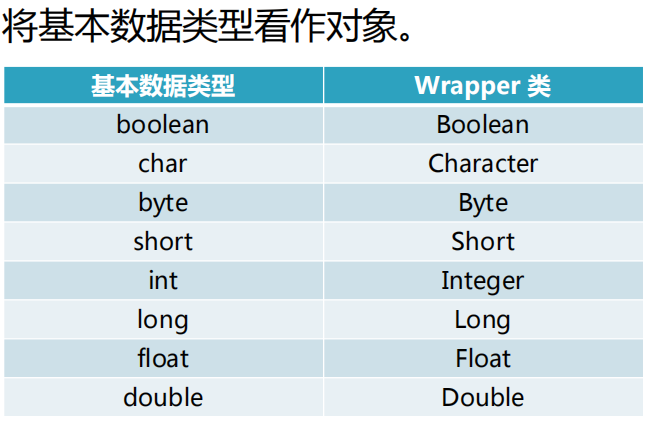 将基本数据类型看作对象。
基本数据类型 Wrapper 类
boolean Boolean
char Character
byte Byte
short Short
int Integer
long Long
float Float
double Double